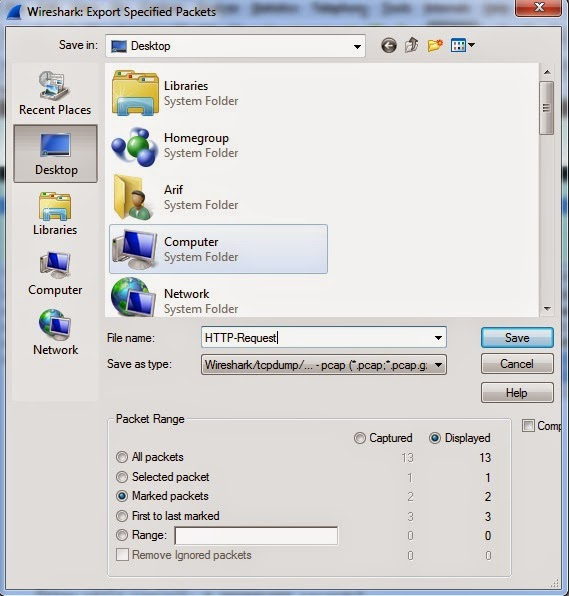 Wireshark: Export Specified Packets
Save in: Desktop
Recent Places
Desktop
Libraries
Computer
Network
Libraries
System Folder
Homegroup
System Folder
Arif
System Folder
Computer
System Folder
Network
System Folder
File name: HTTP-Request Save
Save as type: Wireshark/tcpdump/... - pcap (*.pcap;*.pcap.gz Cancel
Help
Packet Range
Comp
Captured Displayed
All packets 13 13
Selected packet 1 1
Marked packets 2 2
First to last marked 3 3
Range: 0 0
Remove Ignored packets 0 0